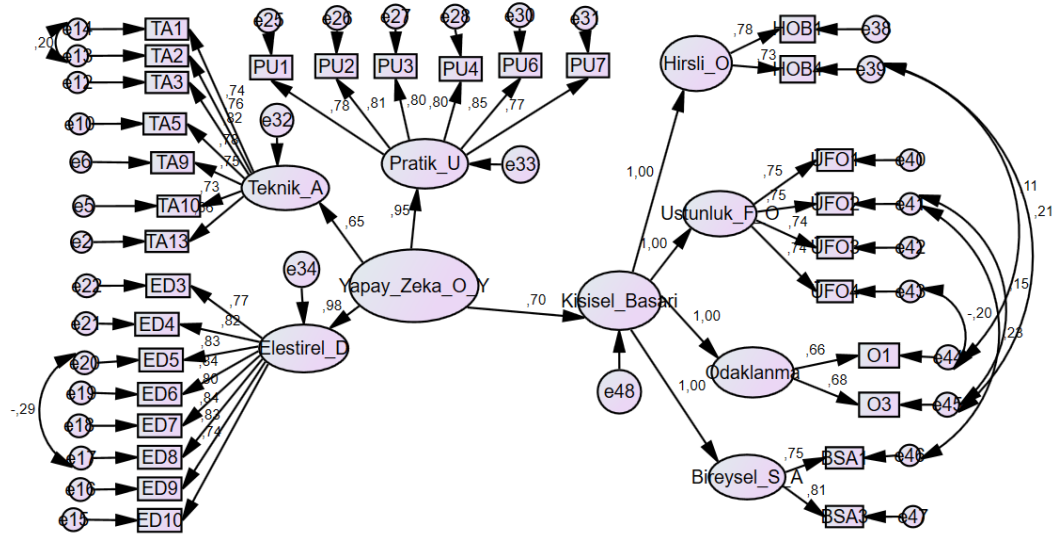 e25 e26 e27 e28 e30 e31
PU1 PU2 PU3 PU4 PU6 PU7
,78 ,81 ,80 ,80 ,85 ,77
Pratik_U
e33
,95
e14 TA1
,20
e13 TA2
e12 TA3
e10 TA5
e6 TA9
e5 TA10
e2 TA13
,74
,76
,82
,78
,75
,73
e32
Teknik_A
,65
Yapay_Zeka_O_Y
e34
,98
Elestirel_D
e22 ED3
e21 ED4
e20 ED5
e19 ED6
e18 ED7
e17 ED8
e16 ED9
e15 ED10
-,29
,77
,82
,83
,84
,80
,84
,83
,74
,70
Kisisel_Basari
e48
1,00
1,00
1,00
1,00
Hirsli_O
,78
e38
,73
e39
Ustunluk_F_O
,75
,75
,74
,74
UFO1 e40
UFO2 e41
UFO3 e42
UFO4 e43
Odaklanma
,66
,68
O1 e44
O3 e45
Bireysel_S_A
,75
,81
BSA1 e46
BSA3 e47
11
,21
,15
-,20